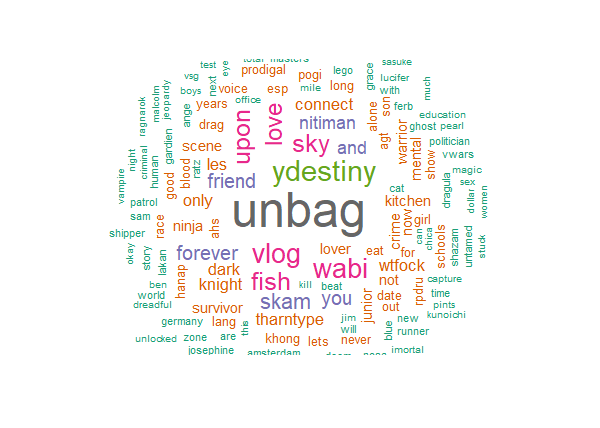 test
eye
total
masters
sasuke
vsg
next
prodigal
pogi
lego
grace
lucifer
boys
voice
esp
mile
long
with
much
malcolm
jeopardy
ange
years
office
connect
alone
son
ferb
ragnarok
drag
upon
love
nitiman
agt
warrior
ghost
education
pearl
night
criminal
human
garden
scene
sky
and
mental
show
politician
vwars
vampire
good
blood
ratz
les
friend
ydestiny
cat
dragula
magic
sex
dollar
women
patrol
only
unbag
kitchen
sam
race
ninja
ahs
crime
now
girl
can
chica
schools
shazam
untamed
stuck
shipper
okay
story
lakan
forever
vlog
lover
eat
for
ben
hanap
dark
fish
wabi
wtfock
world
knight
kill
beat
not
capture
dreadful
survivor
skam
you
junior
date
out
rpdru
time
pints
germany
lang
tharntype
jim
will
blue
new
kunoichi
unlocked
zone
are
this
khong
lets
never
runner
josephine
amsterdam
imortal